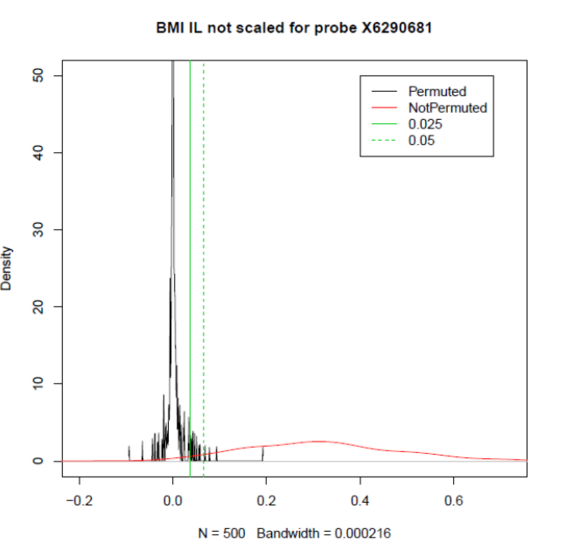 BMI IL not scaled for probe X6290681
Density
50
40
30
20
10
0
Permuted
NotPermuted
0.025
0.05
−0.2 0.0 0.2 0.4 0.6
N = 500 Bandwidth = 0.000216